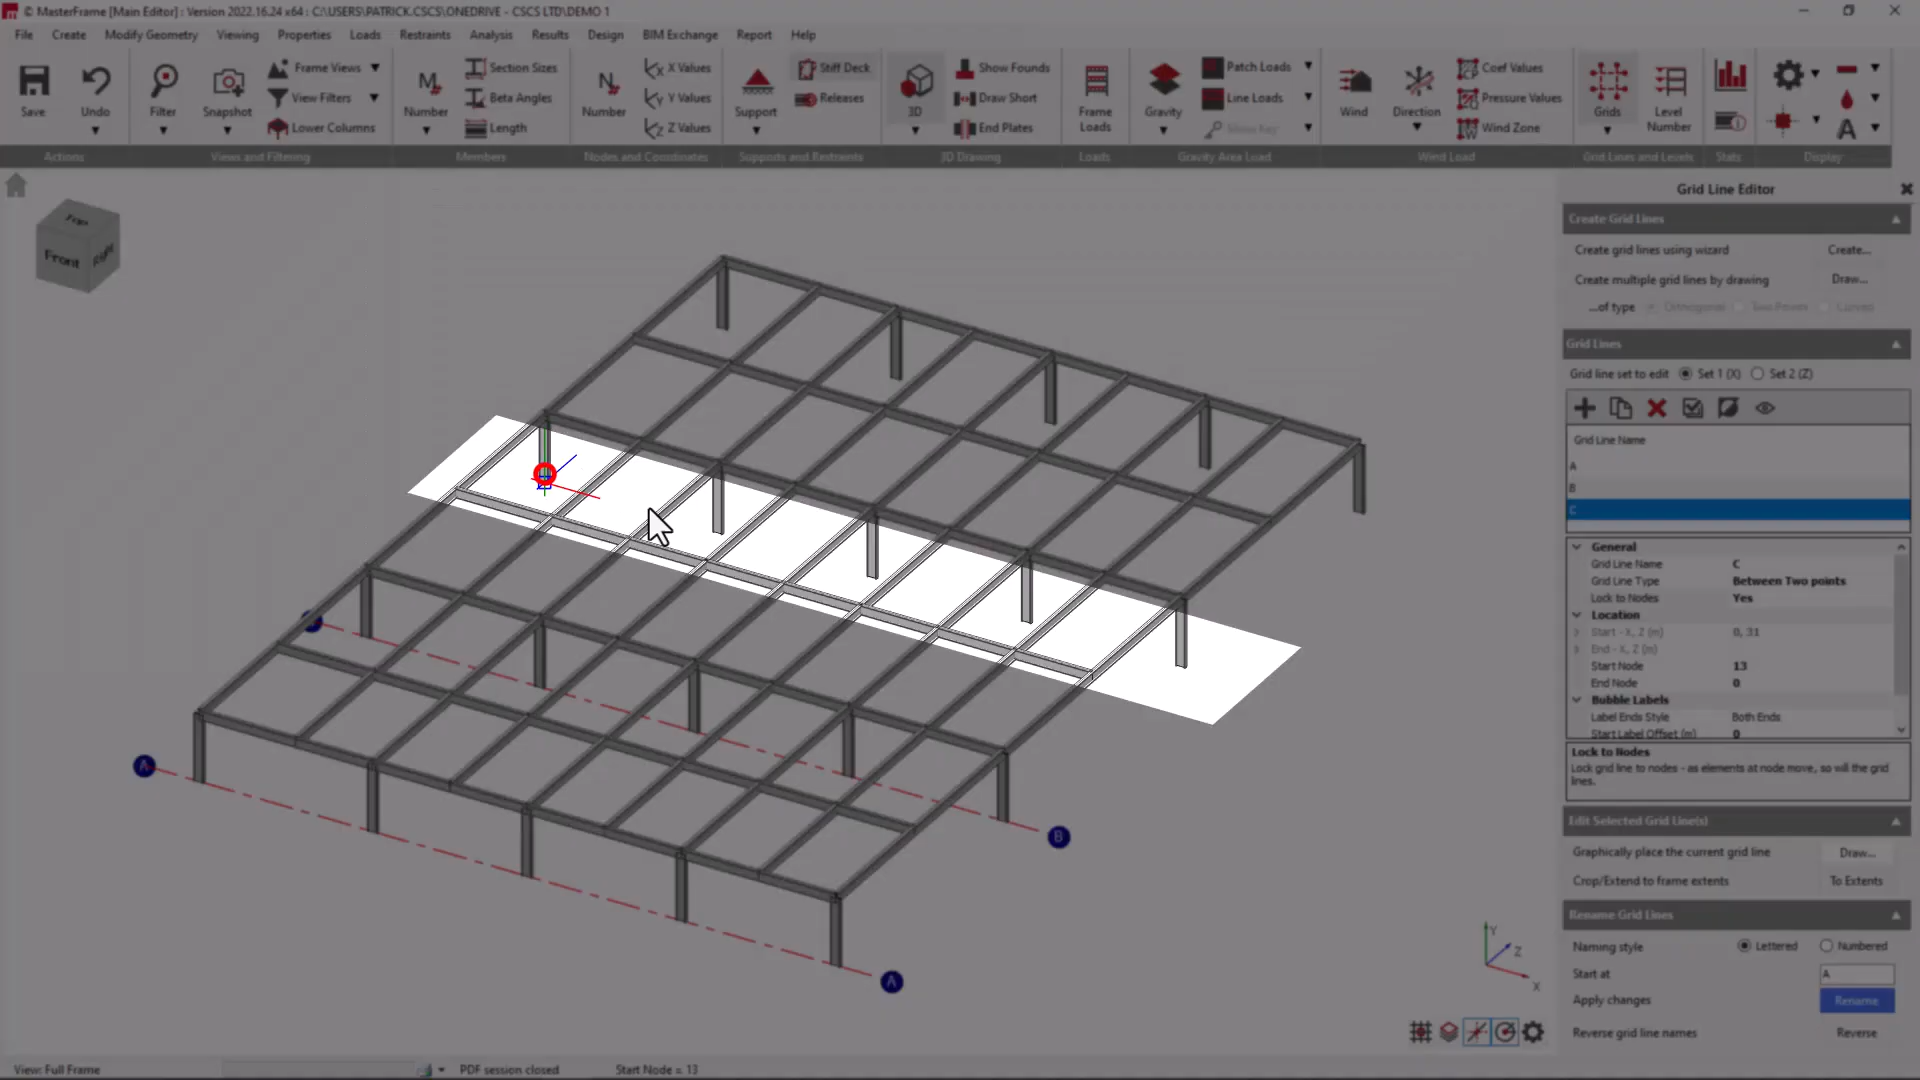 © MasterFrame [Main Editor] : Version 2022.16.24 x64 : C:\USERS\PATRICK.CSCS\ONEDRIVE - CSCS LTD\DEMO 1
File Create Modify Geometry Viewing Properties Loads Restraints Analysis Results Design BIM Exchange Report Help
Save
Undo
Filter
Snapshot
Frame Views
View Filters
Lower Columns
Number
Section Sizes
Beta Angles
Length
Number
X Values
Y Values
Z Values
Support
Stiff Deck
Releases
3D
Show Founds
Draw Short
End Plates
Frame
Loads
Gravity
Patch Loads
Line Loads
Show Key
Wind
Direction
Coef Values
Pressure Values
Wind Zone
Grids
Level
Number
Actions Views and Filtering Members Nodes and Coordinates Supports and Restraints 3D Drawing Loads Gravity Area Load Wind Load Grid Lines and Levels Stats Display
Top
Front
Right
A
A
B
Y
Z
X
Grid Line Editor
Create Grid Lines
Create grid lines using wizard Create...
Create multiple grid lines by drawing Draw...
...of type Orthogonal Two Points Curved
Grid Lines
Grid line set to edit Set 1 (X) Set 2 (Z)
Grid Line Name
A
B
C
General
Grid Line Name C
Grid Line Type Between Two points
Lock to Nodes Yes
Location
Start - X, Z (m) 0, 31
End - X, Z (m)
Start Node 13
End Node 0
Bubble Labels
Label Ends Style Both Ends
Start Label Offset (m) 0
Lock to Nodes
Lock grid line to nodes - as elements at node move, so will the grid
lines.
Edit Selected Grid Line(s)
Graphically place the current grid line Draw...
Crop/Extend to frame extents To Extents
Rename Grid Lines
Naming style Lettered Numbered
Start at A
Apply changes Rename
Reverse grid line names Reverse
View: Full Frame PDF session closed Start Node = 13